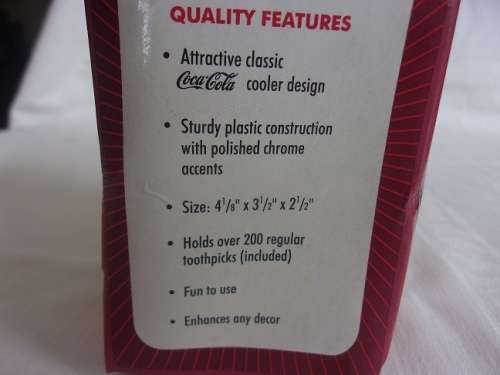 QUALITY FEATURES
• Attractive classic
Coca-Cola cooler design
• Sturdy plastic construction
with polished chrome
accents
• Size: 4 1/8" x 3 1/2" x 2 1/2"
• Holds over 200 regular
toothpicks (included)
• Fun to use
• Enhances any decor